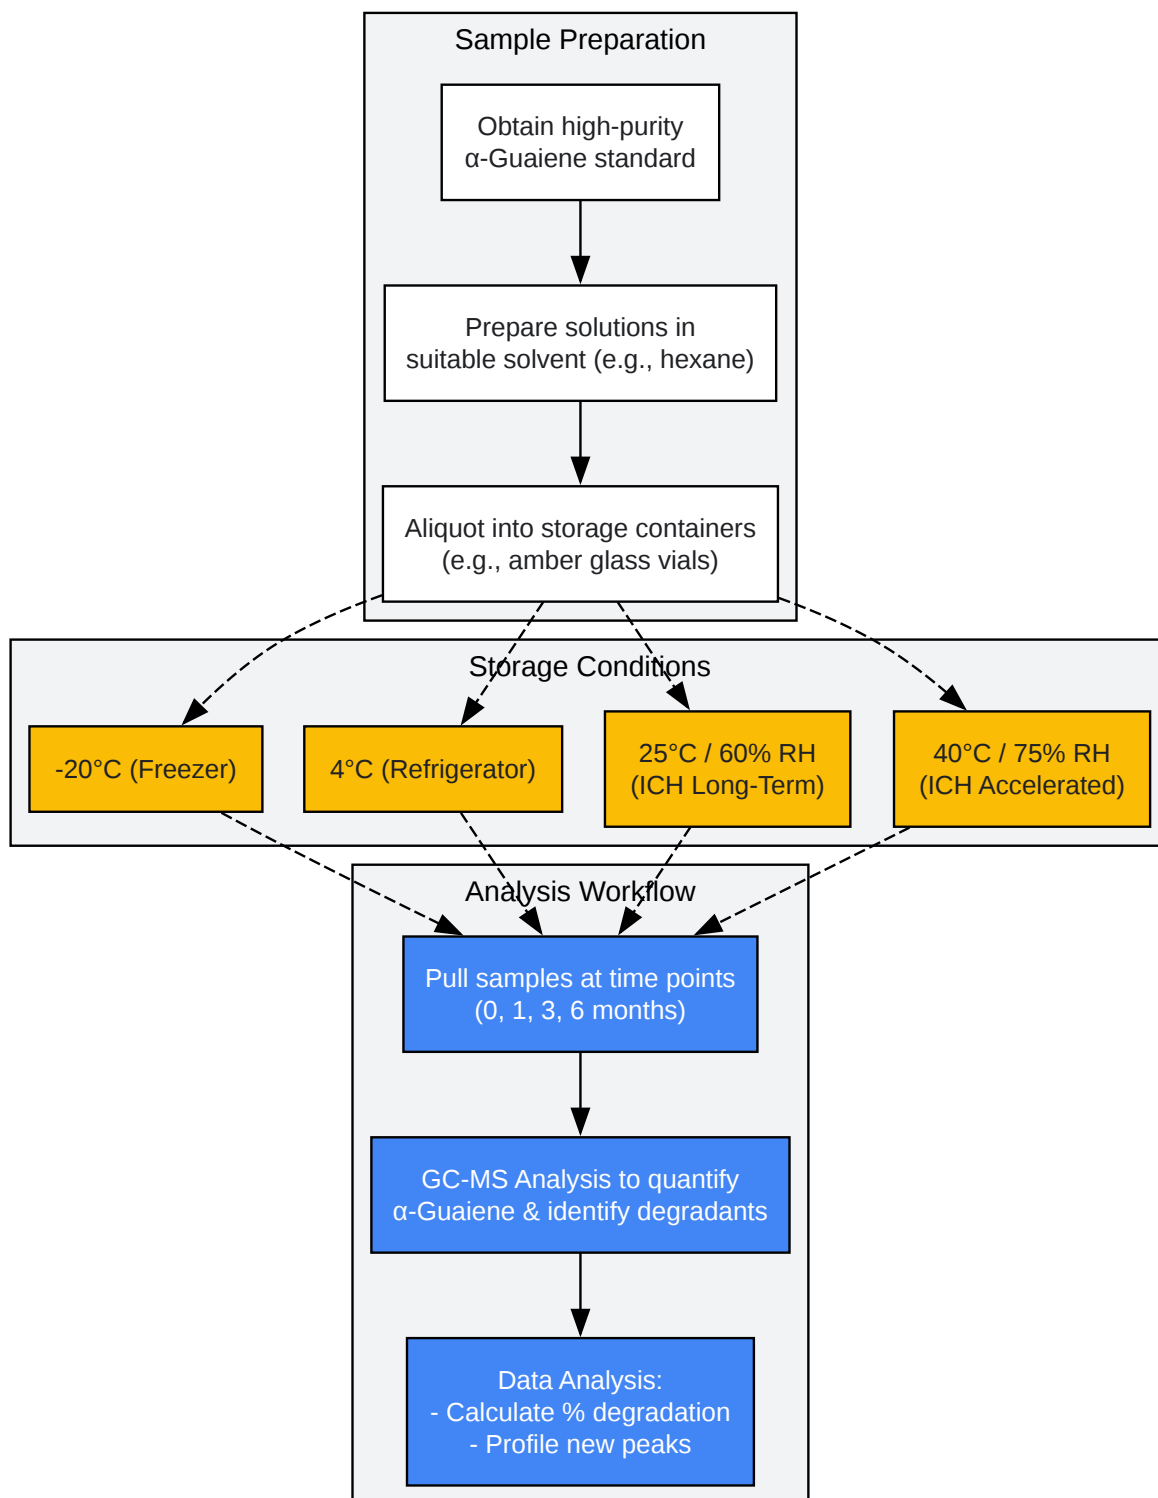 Sample Preparation
Obtain high-purity
α-Guaiene standard
Prepare solutions in
suitable solvent (e.g., hexane)
Aliquot into storage containers
(e.g., amber glass vials)
Storage Conditions
-20°C (Freezer)
4°C (Refrigerator)
25°C / 60% RH
(ICH Long-Term)
40°C / 75% RH
(ICH Accelerated)
Analysis Workflow
Pull samples at time points
(0, 1, 3, 6 months)
GC-MS Analysis to quantify
α-Guaiene & identify degradants
Data Analysis:
- Calculate % degradation
- Profile new peaks